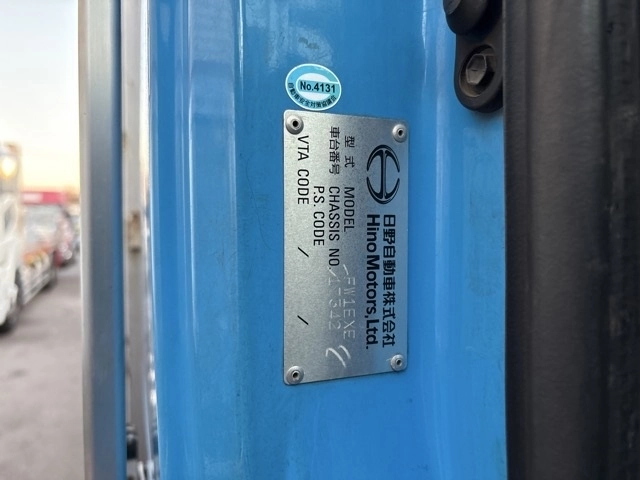 No.4131
日野自動車株式会社
Hino Motors, Ltd.
型式 MODEL FW1EXE
車台番号 CHASSIS NO.
P.S. CODE /
VTA CODE /